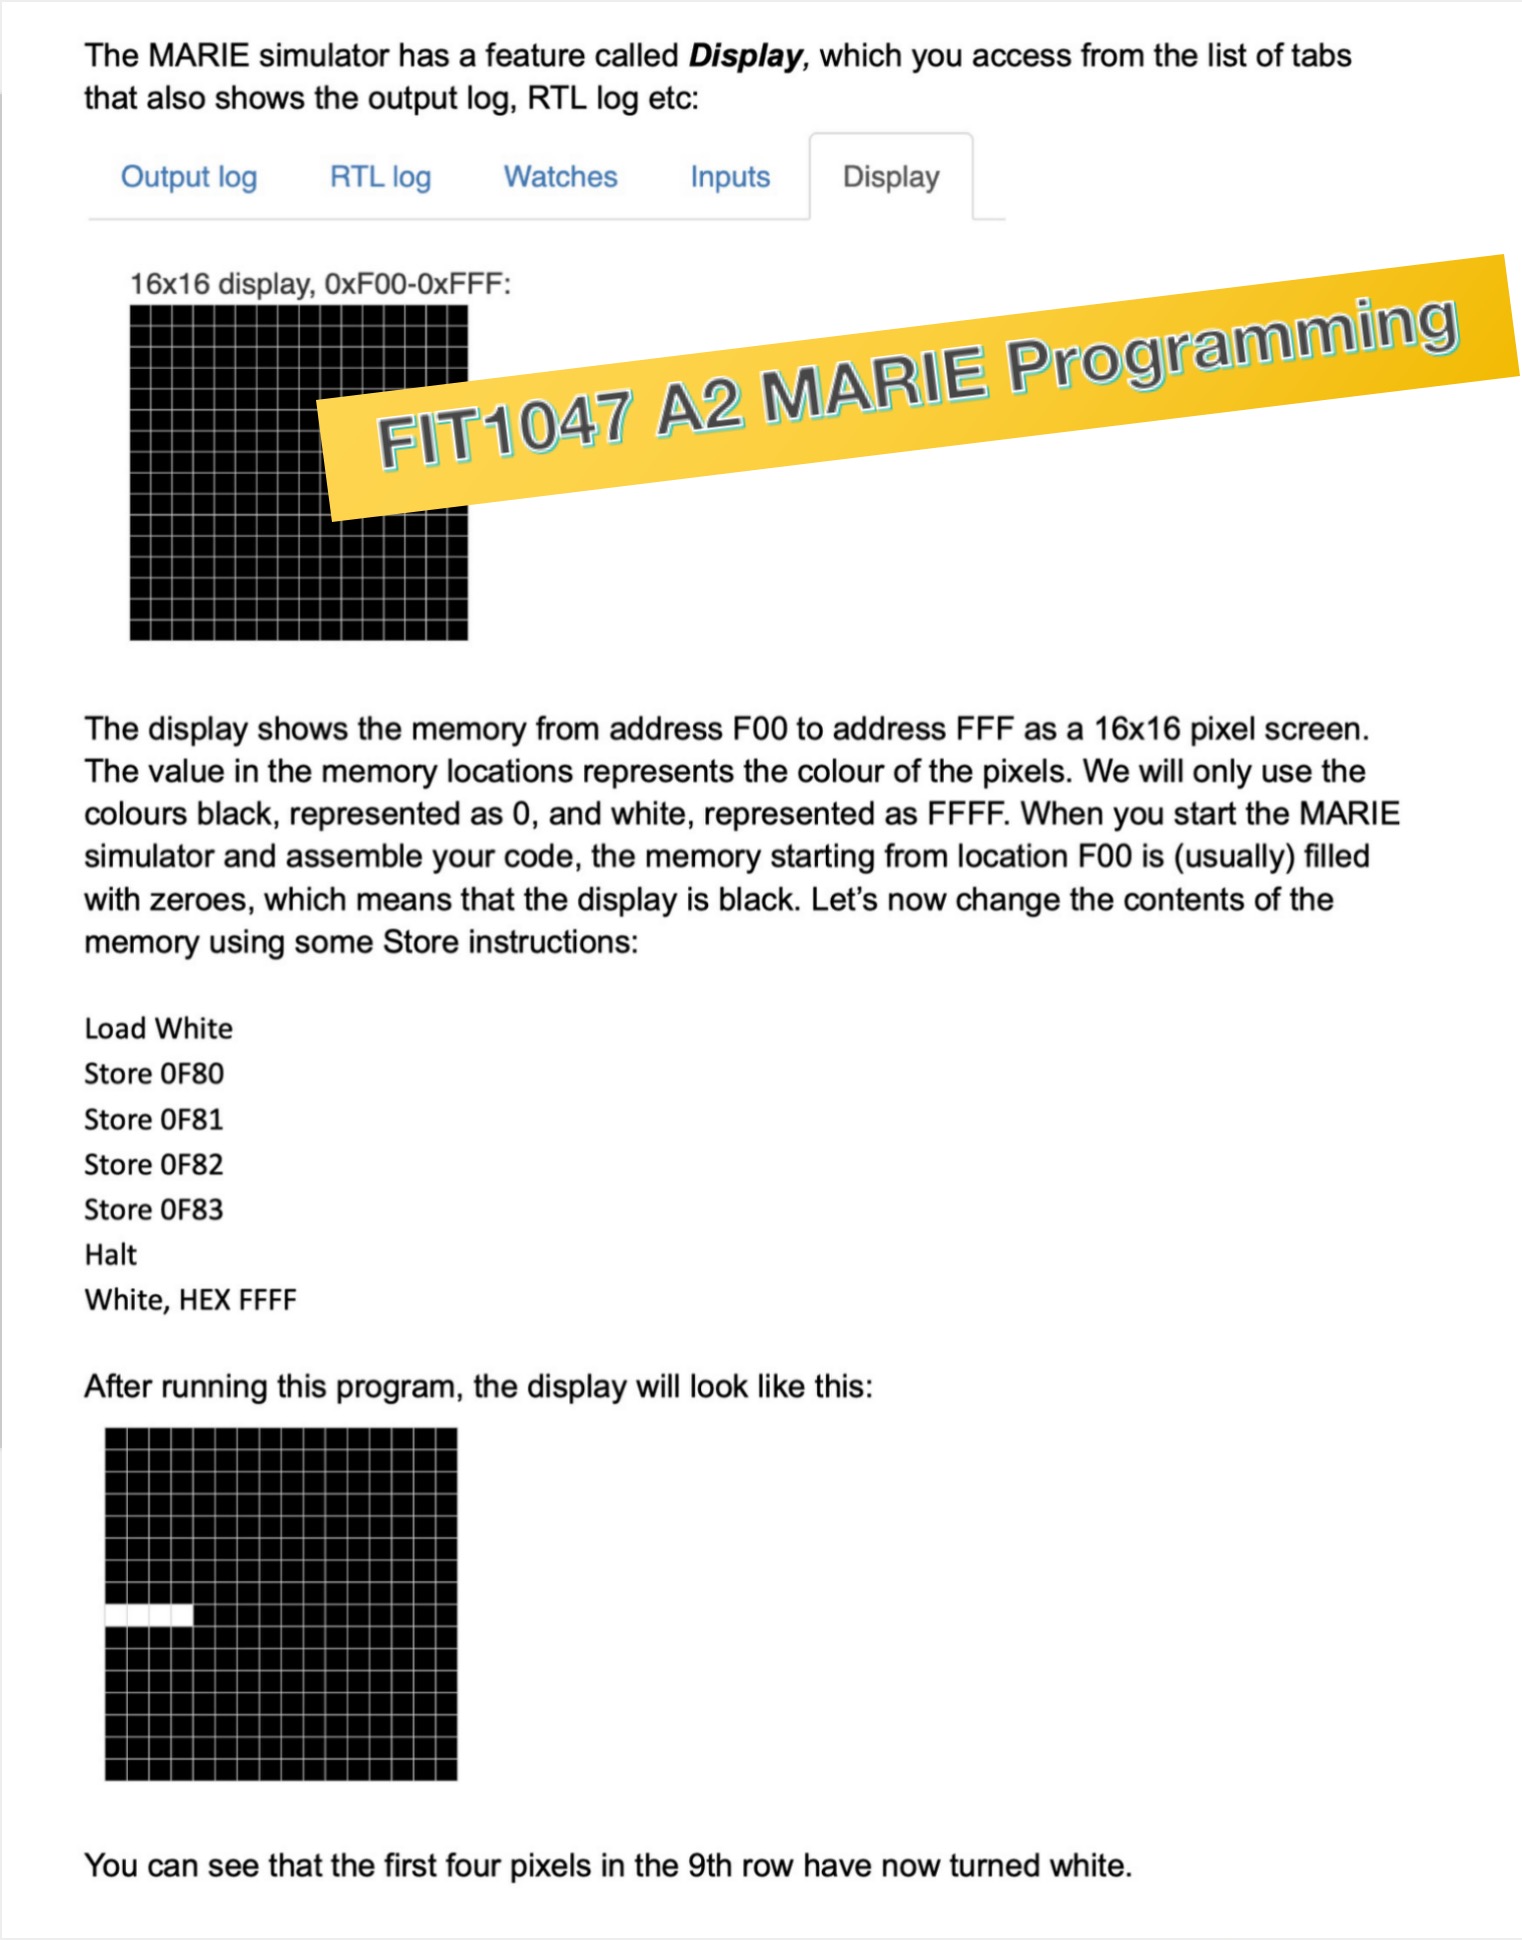 The MARIE simulator has a feature called Display, which you access from the list of tabs
that also shows the output log, RTL log etc:
Output log RTL log Watches Inputs Display
16x16 display, 0xF00-0xFFF:
FIT1047 A2 MARIE Programming
The display shows the memory from address F00 to address FFF as a 16x16 pixel screen.
The value in the memory locations represents the colour of the pixels. We will only use the
colours black, represented as 0, and white, represented as FFFF. When you start the MARIE
simulator and assemble your code, the memory starting from location F00 is (usually) filled
with zeroes, which means that the display is black. Let’s now change the contents of the
memory using some Store instructions:
Load White
Store 0F80
Store 0F81
Store 0F82
Store 0F83
Halt
White, HEX FFFF
After running this program, the display will look like this:
You can see that the first four pixels in the 9th row have now turned white.